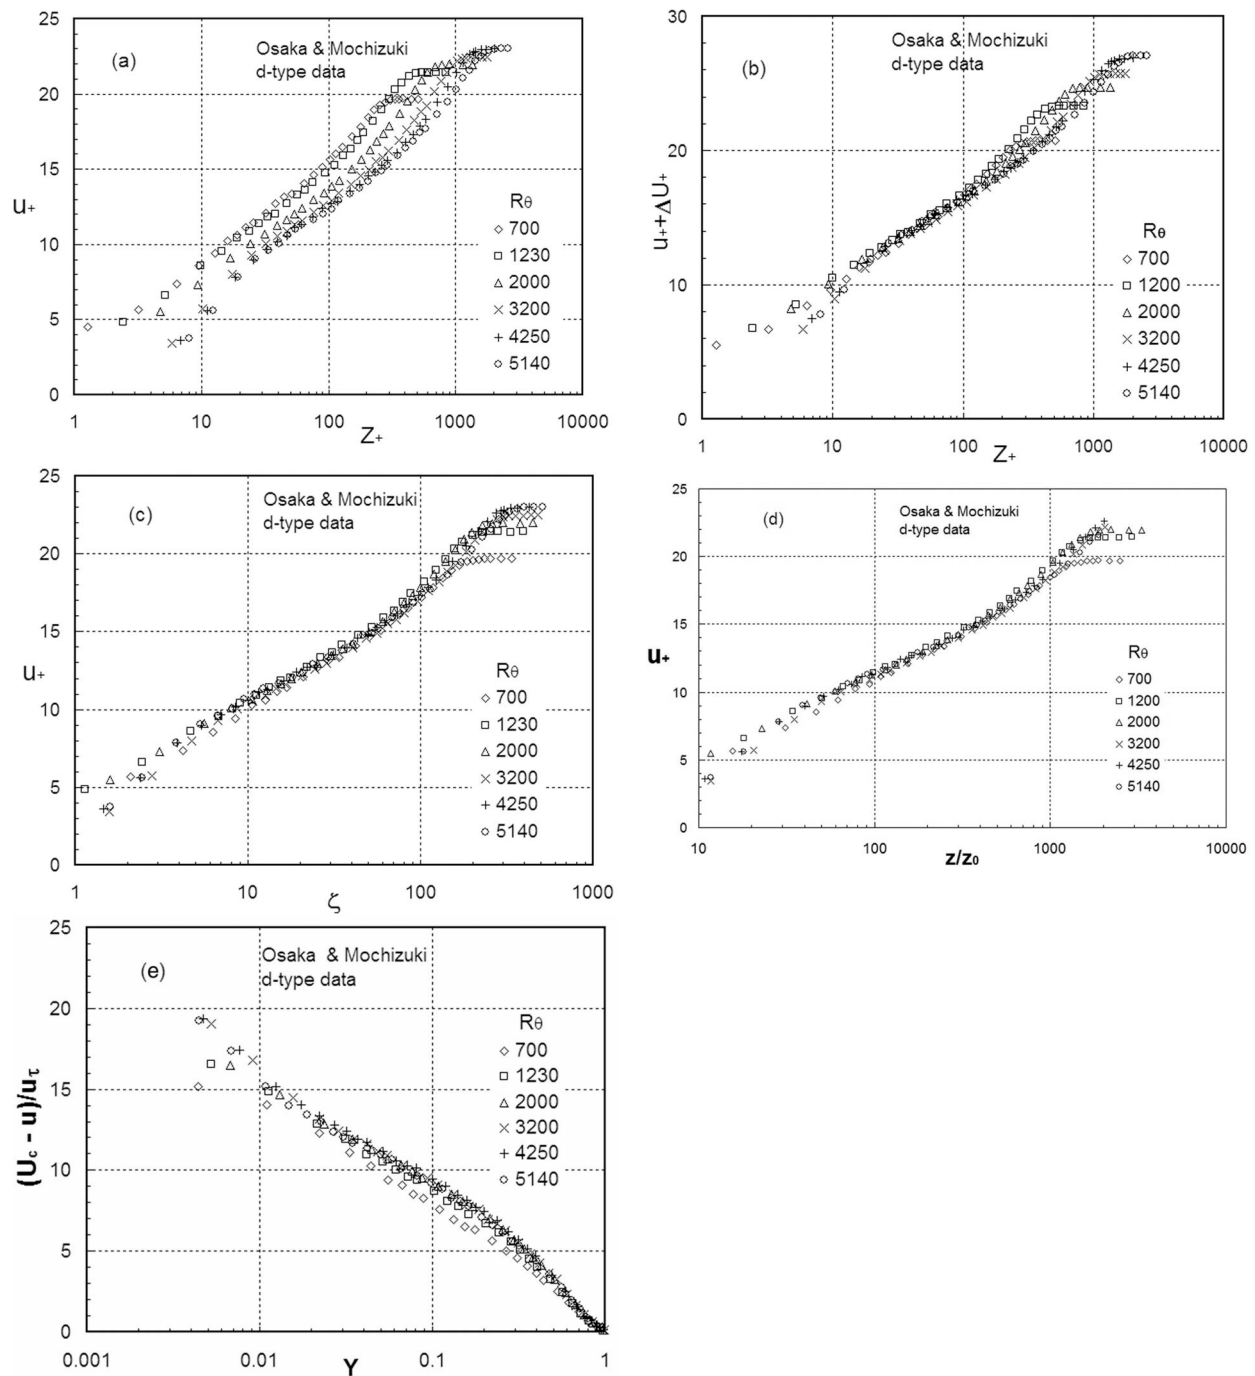 (a)
Osaka & Mochizuki
d-type data
25
20
15
10
5
0
u+
Rθ
700
1230
2000
3200
4250
5140
1 10 100 1000 10000
Z+
(b)
Osaka & Mochizuki
d-type data
30
20
10
0
u++ΔU+
Rθ
700
1200
2000
3200
4250
5140
1 10 100 1000 10000
Z+
(c)
Osaka & Mochizuki
d-type data
25
20
15
10
5
0
u+
Rθ
700
1230
2000
3200
4250
5140
1 10 100 1000
ζ
(d)
Osaka & Mochizuki
d-type data
25
20
15
10
5
0
u+
Rθ
700
1200
2000
3200
4250
5140
10 100 1000 10000
z/z0
(e)
Osaka & Mochizuki
d-type data
25
20
15
10
5
0
(Uc - u)/uτ
Rθ
700
1230
2000
3200
4250
5140
0.001 0.01 0.1 1
Y